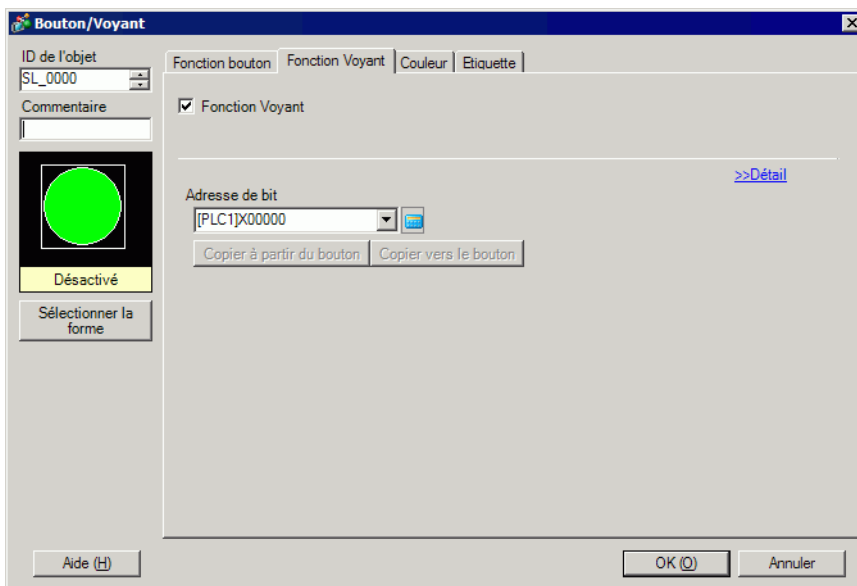 Bouton/Voyant
ID de l'objet
SL_0000
Commentaire
Désactivé
Sélectionner la
forme
Fonction bouton
Fonction Voyant
Couleur
Etiquette
Fonction Voyant
>>Détail
Adresse de bit
[PLC1]X00000
Copier à partir du bouton
Copier vers le bouton
Aide (H)
OK (O)
Annuler